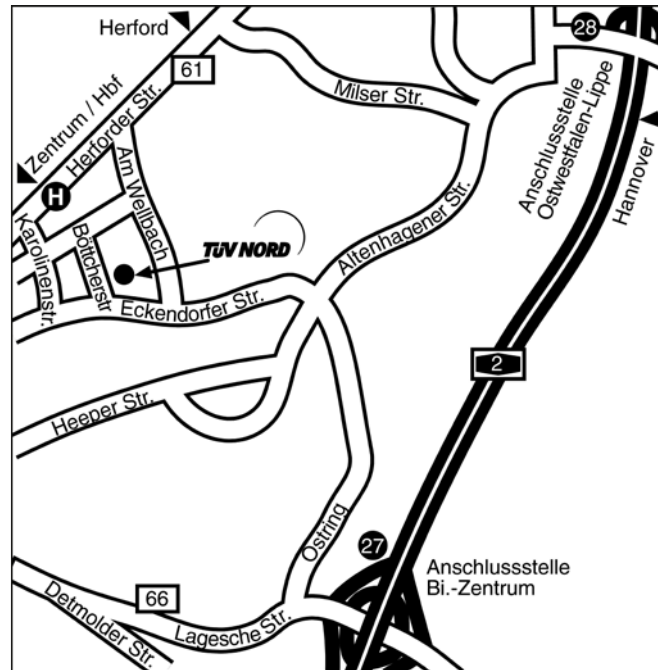 Herford
28
61
Milser Str.
Zentrum / Hbf
Herforder Str.
Anschlussstelle
Ostwestfalen-Lippe
Hannover
H
Am Wellbach
Karolinenstr.
Böttcherstr
TÜV NORD
Altenhagener Str.
Eckendorfer Str.
2
Heeper Str.
Ostring
27
Anschlussstelle
Bi.-Zentrum
66
Detmolder Str.
Lagesche Str.